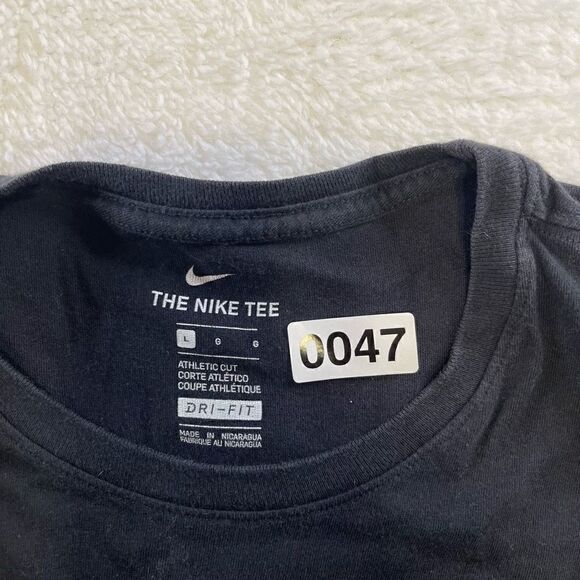 THE NIKE TEE
L G G
0047
ATHLETIC CUT
CORTE ATLÉTICO
COUPE ATHLÉTIQUE
DRI-FIT
MADE IN NICARAGUA
FABRIQUÉ AU NICARAGUA